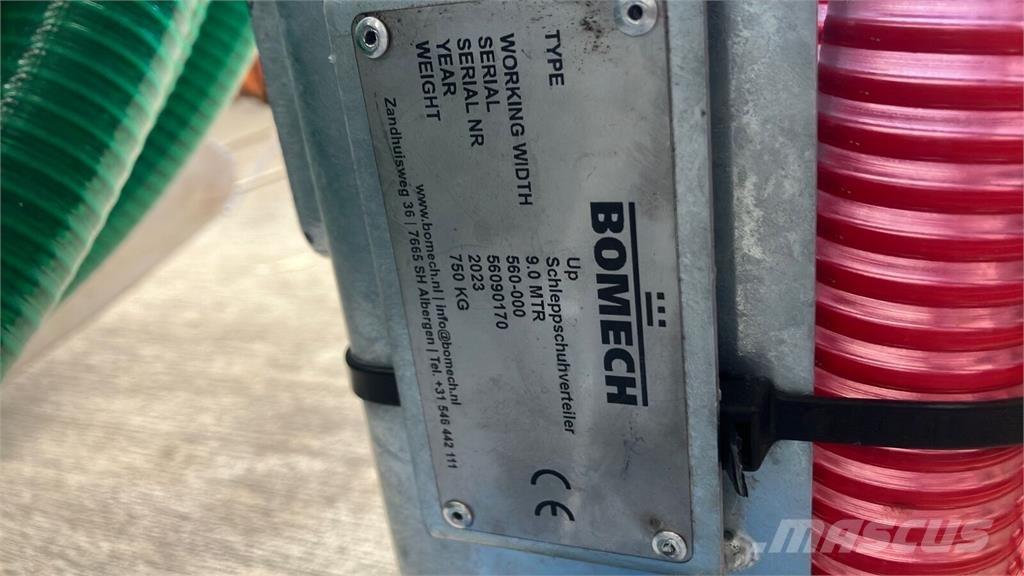 BOMECH
TYPE Up
Schleppschuhverteiler
WORKING WIDTH 9.0 MTR
SERIAL 560-000
SERIAL NR 56090170
YEAR 2023
WEIGHT 750 KG
www.bomech.nl | info@bomech.nl
Zandhuisweg 36 | 7665 SH Albergen | Tel. +31 546 442 111
CE
MASCUS